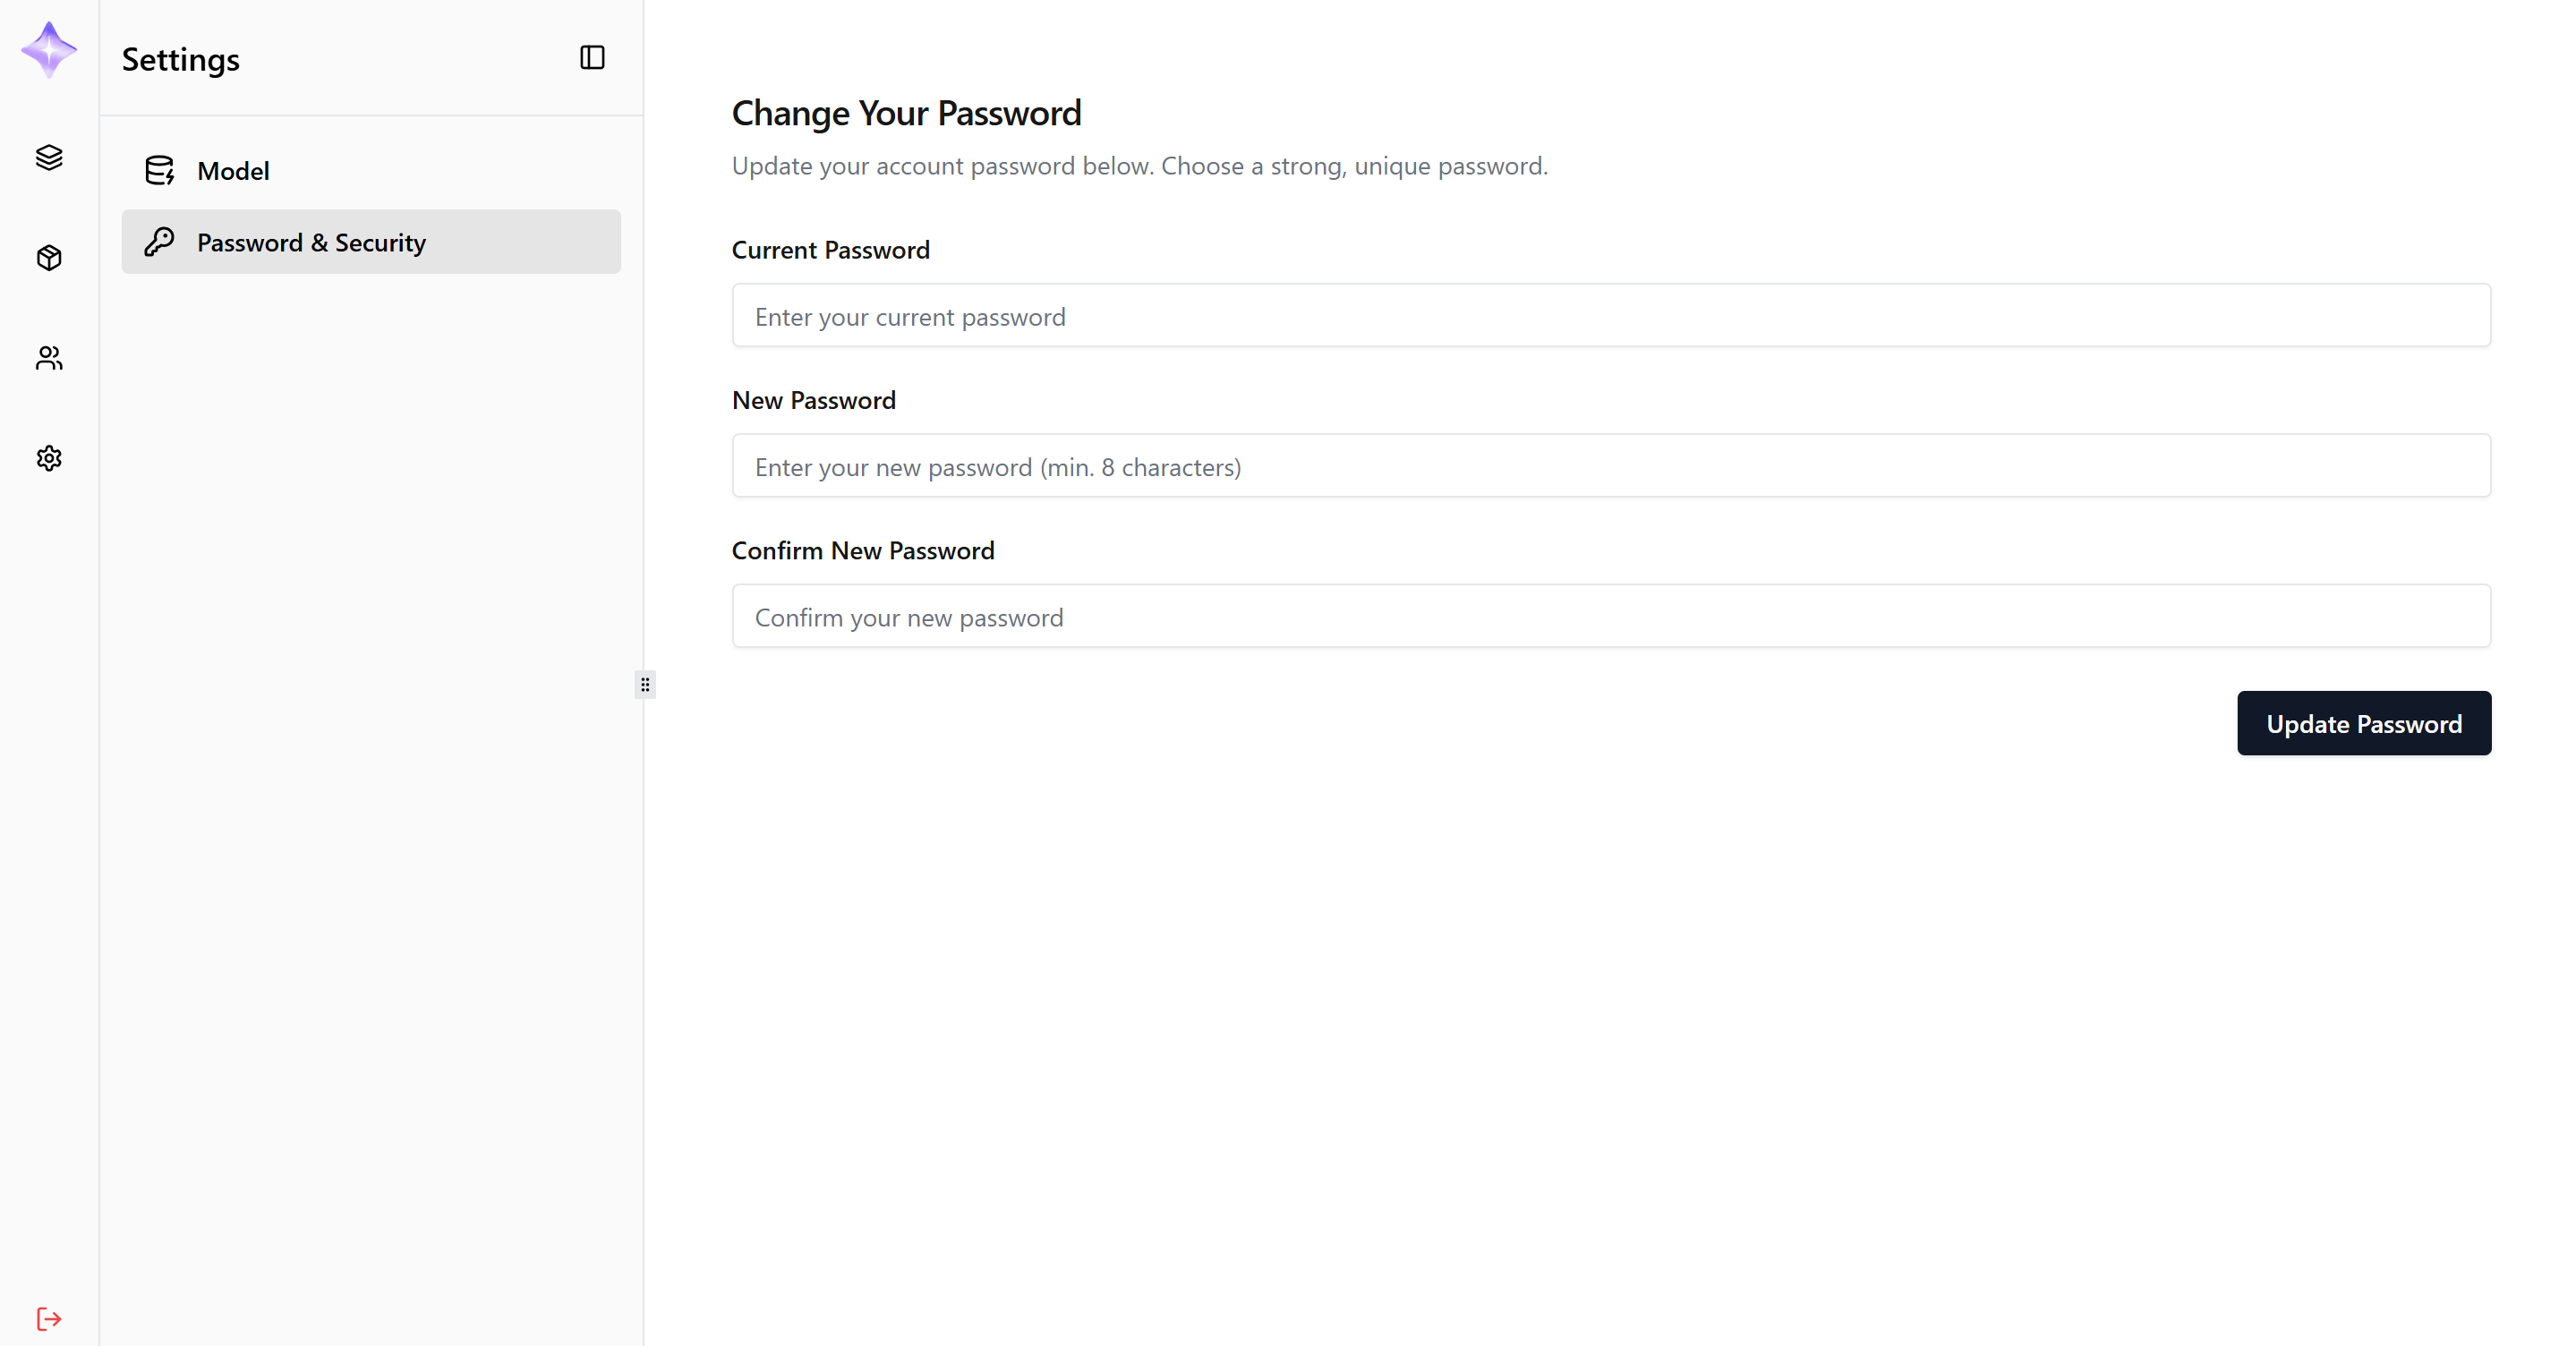 Settings
Model
Password & Security
Change Your Password
Update your account password below. Choose a strong, unique password.
Current Password
Enter your current password
New Password
Enter your new password (min. 8 characters)
Confirm New Password
Confirm your new password
Update Password